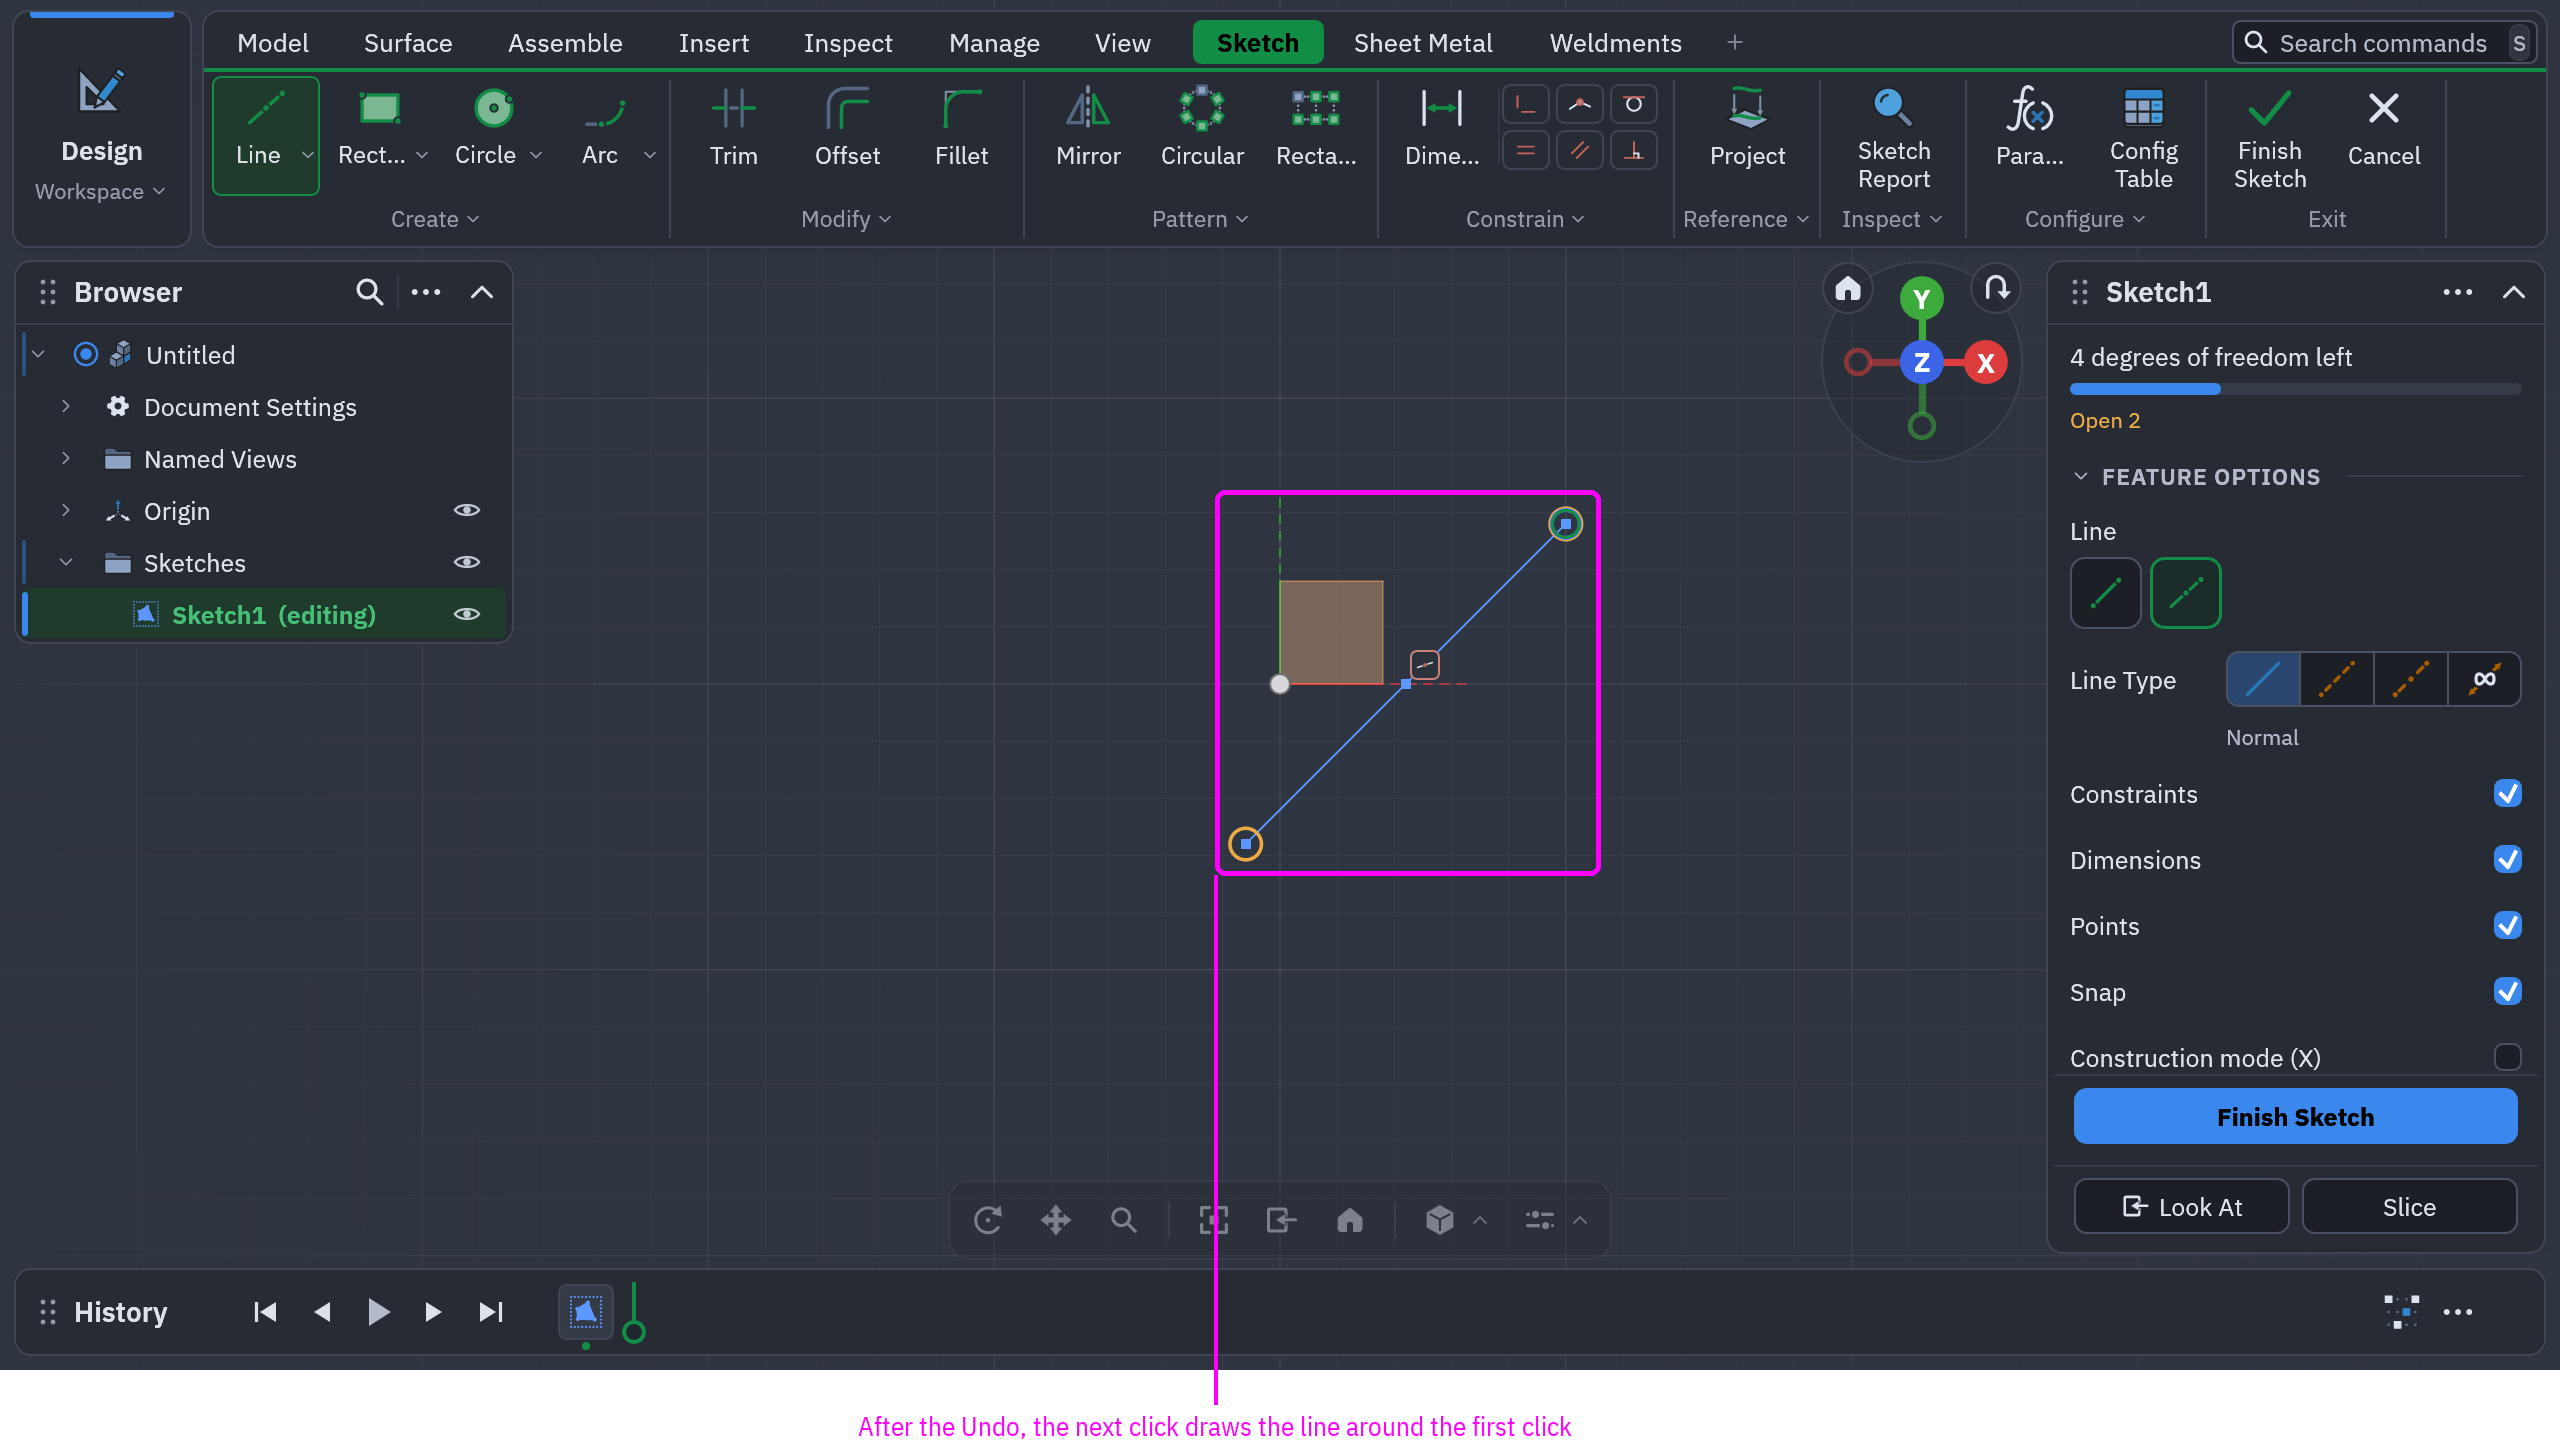 Model Surface Assemble Insert Inspect Manage View Sketch Sheet Metal Weldments + Search commands S
Design
Workspace
Line Rect... Circle Arc Trim Offset Fillet Mirror Circular Recta... Dime... Project Sketch Report Para... Config Table Finish Sketch Cancel
Create Modify Pattern Constrain Reference Inspect Configure Exit
Browser
Untitled
Document Settings
Named Views
Origin
Sketches
Sketch1 (editing)
Y
Z X
Sketch1
4 degrees of freedom left
Open 2
FEATURE OPTIONS
Line
Line Type
Normal
Constraints
Dimensions
Points
Snap
Construction mode (X)
Finish Sketch
Look At Slice
History
After the Undo, the next click draws the line around the first click